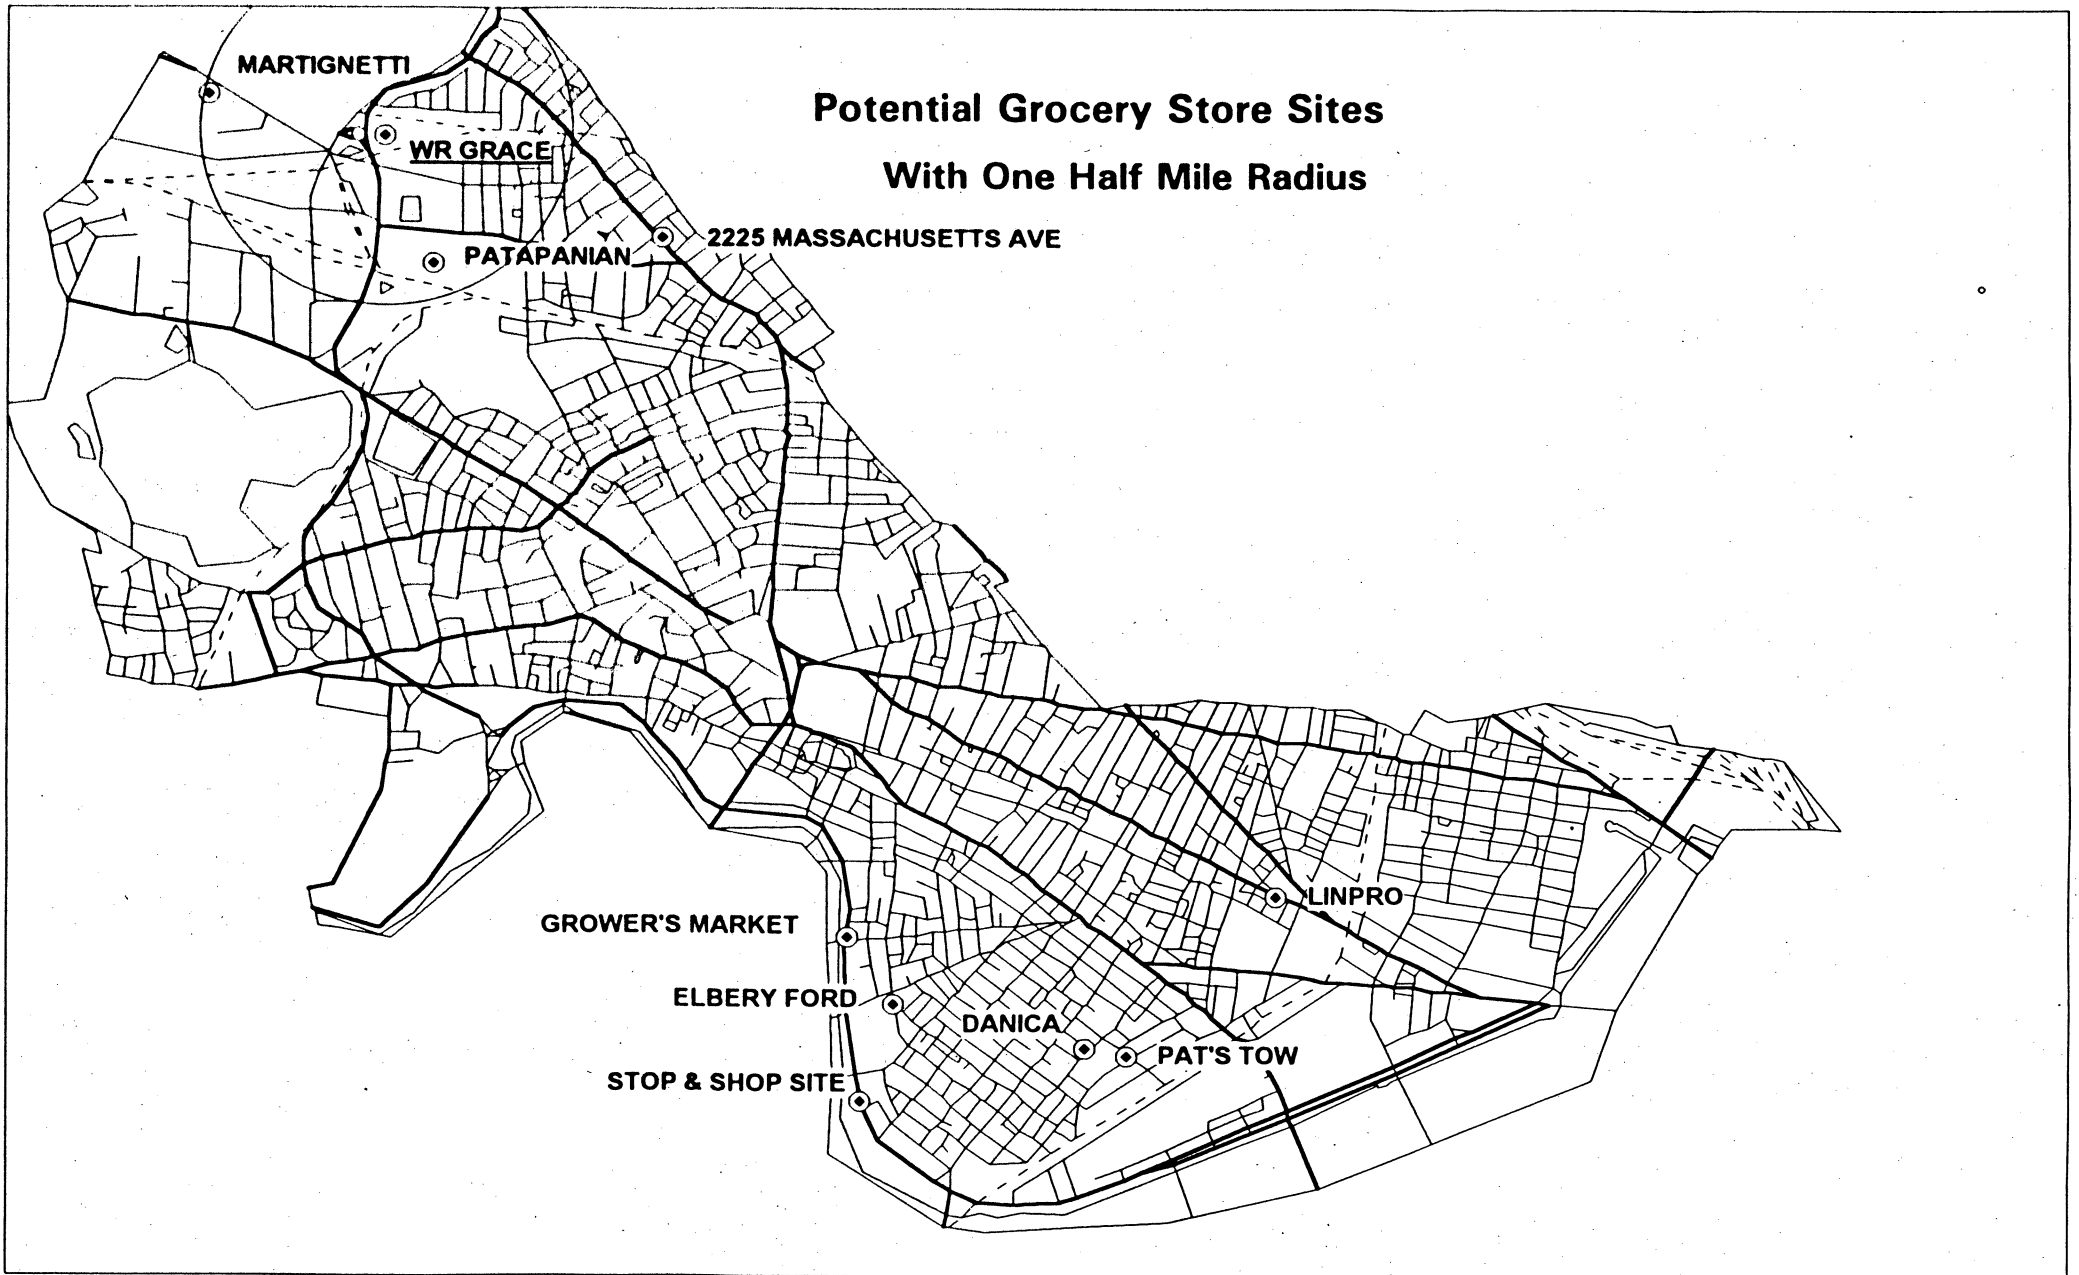 MARTIGNETTI
Potential Grocery Store Sites
WR GRACE
With One Half Mile Radius
2225 MASSACHUSETTS AVE
PATAPANIAN
LINPRO
GROWER'S MARKET
ELBERY FORD
DANICA
PAT'S TOW
STOP & SHOP SITE